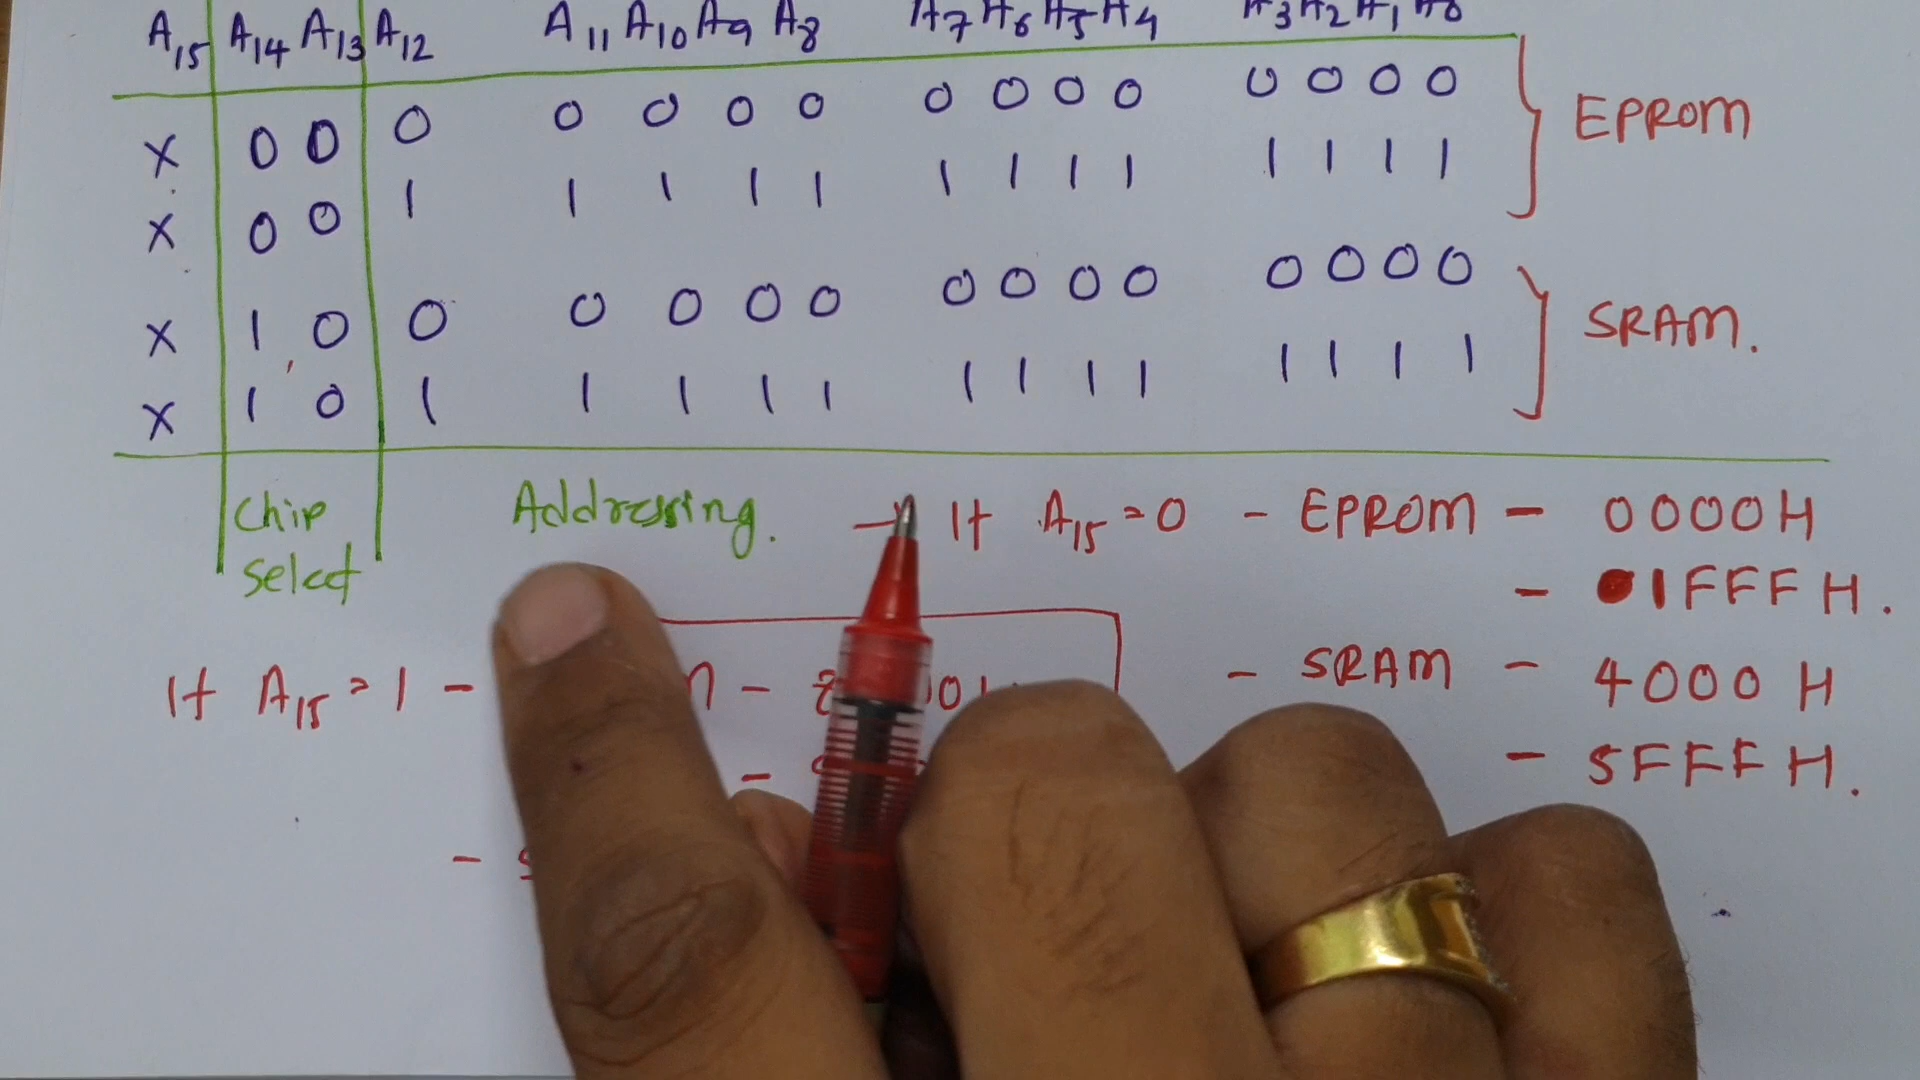 A15 A14 A13 A12 A11 A10 A9 A8 A7 A6 A5 A4 A3 A2 A1 A0
X 0 0 0 0 0 0 0 0 0 0 0 0 0 0 0 EPROM
X 0 0 1 1 1 1 1 1 1 1 1 1 1 1 1
X 1 0 0 0 0 0 0 0 0 0 0 0 0 0 0 SRAM.
X 1 0 1 1 1 1 1 1 1 1 1 1 1 1 1
Chip Select
Addressing.
→ If A15 = 0 - EPROM - 0000H
- 1FFFH.
- SRAM - 4000H
- 5FFFH.
If A15 = 1 -